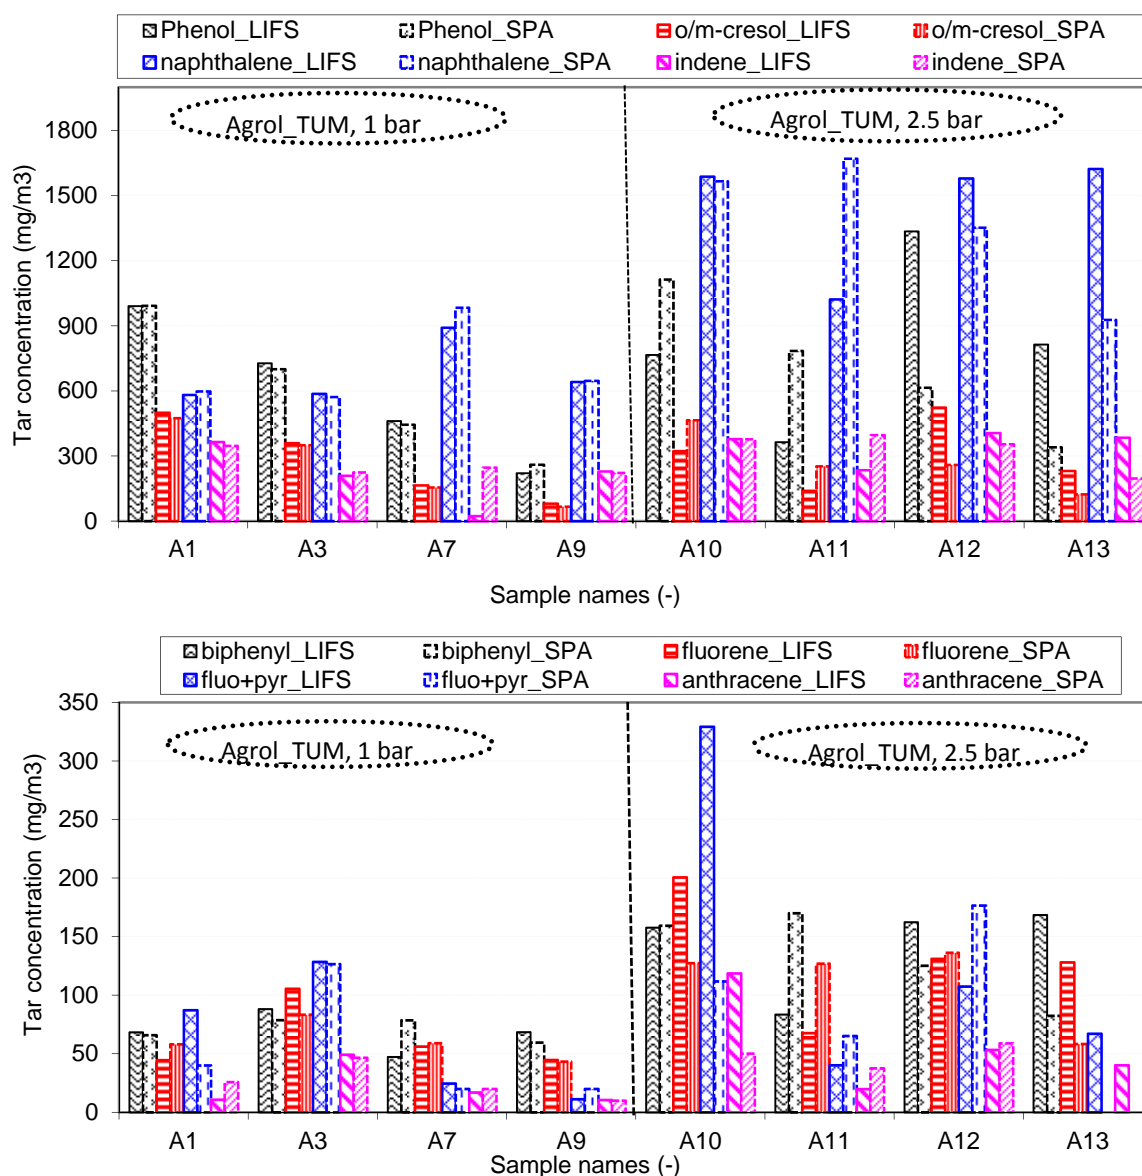 Phenol_LIFS Phenol_SPA o/m-cresol_LIFS o/m-cresol_SPA
naphthalene_LIFS naphthalene_SPA indene_LIFS indene_SPA
Agrol_TUM, 1 bar Agrol_TUM, 2.5 bar
Tar concentration (mg/m3)
1800
1500
1200
900
600
300
0
A1 A3 A7 A9 A10 A11 A12 A13
Sample names (-)
biphenyl_LIFS biphenyl_SPA fluorene_LIFS fluorene_SPA
fluo+pyr_LIFS fluo+pyr_SPA anthracene_LIFS anthracene_SPA
Agrol_TUM, 1 bar Agrol_TUM, 2.5 bar
Tar concentration (mg/m3)
350
300
250
200
150
100
50
0
A1 A3 A7 A9 A10 A11 A12 A13
Sample names (-)